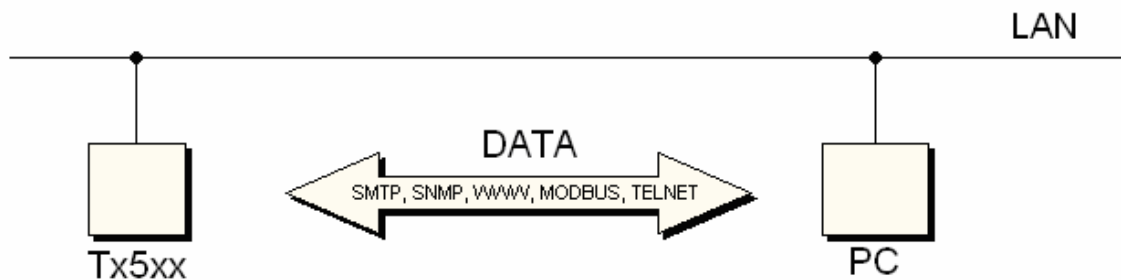 LAN
DATA
SMTP, SNMP, WWW, MODBUS, TELNET
Tx5xx
PC